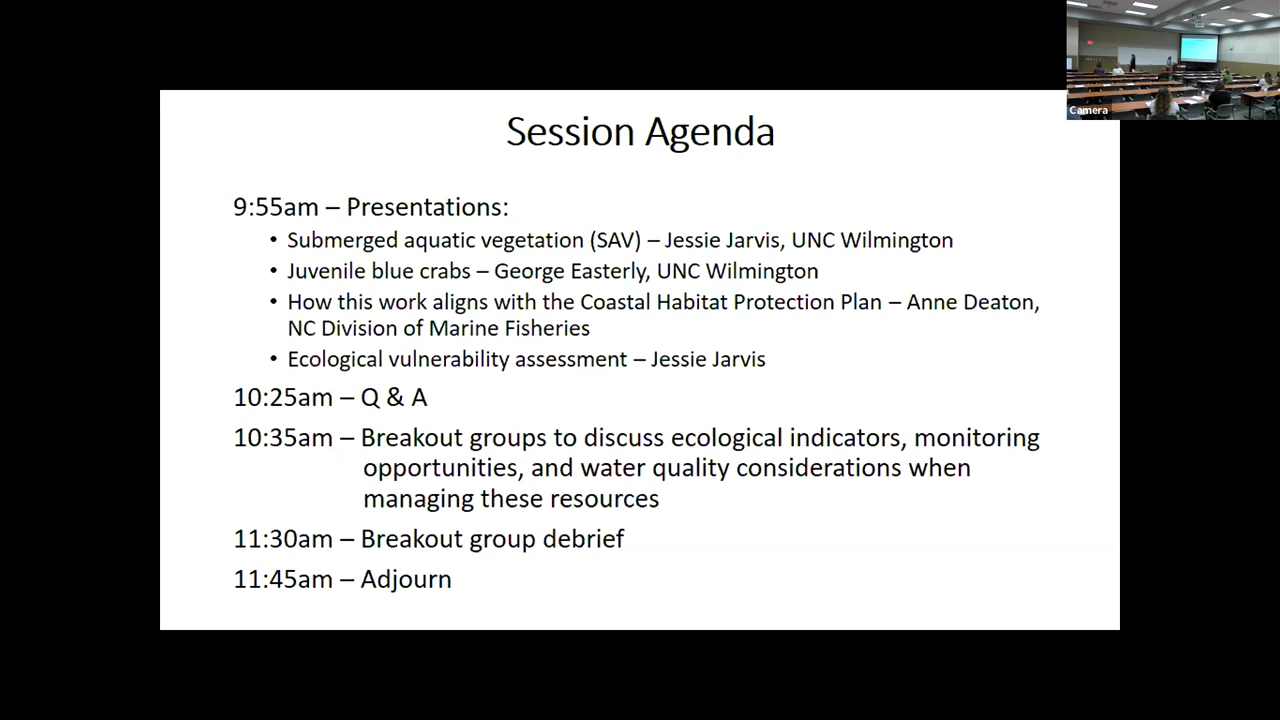 Session Agenda
Camera
9:55am – Presentations:
• Submerged aquatic vegetation (SAV) – Jessie Jarvis, UNC Wilmington
• Juvenile blue crabs – George Easterly, UNC Wilmington
• How this work aligns with the Coastal Habitat Protection Plan – Anne Deaton,
NC Division of Marine Fisheries
• Ecological vulnerability assessment – Jessie Jarvis
10:25am – Q & A
10:35am – Breakout groups to discuss ecological indicators, monitoring
opportunities, and water quality considerations when
managing these resources
11:30am – Breakout group debrief
11:45am – Adjourn